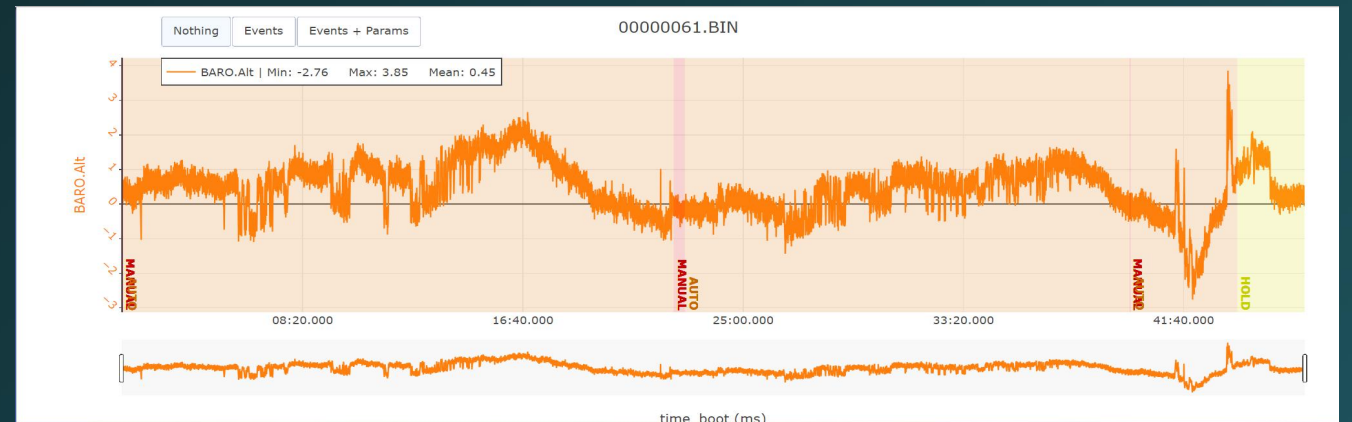 Nothing Events Events + Params
00000061.BIN
BARO.Alt | Min: -2.76 Max: 3.85 Mean: 0.45
4
3
2
1
0
-1
-2
-3
BARO.Alt
MANUAL
AUTO
MANUAL
AUTO
MANUAL
AUTO
HOLD
08:20.000 16:40.000 25:00.000 33:20.000 41:40.000
time_boot (ms)